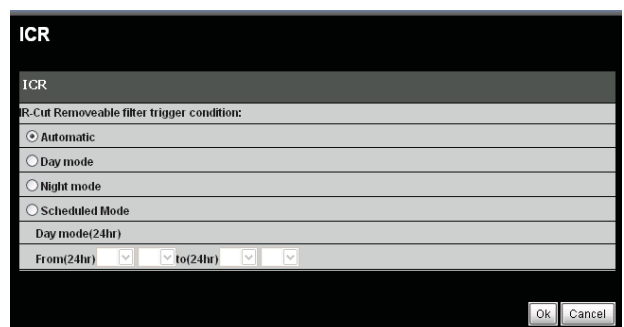 ICR
ICR
IR-Cut Removeable filter trigger condition:
Automatic
Day mode
Night mode
Scheduled Mode
Day mode(24hr)
From(24hr) to(24hr)
Ok Cancel